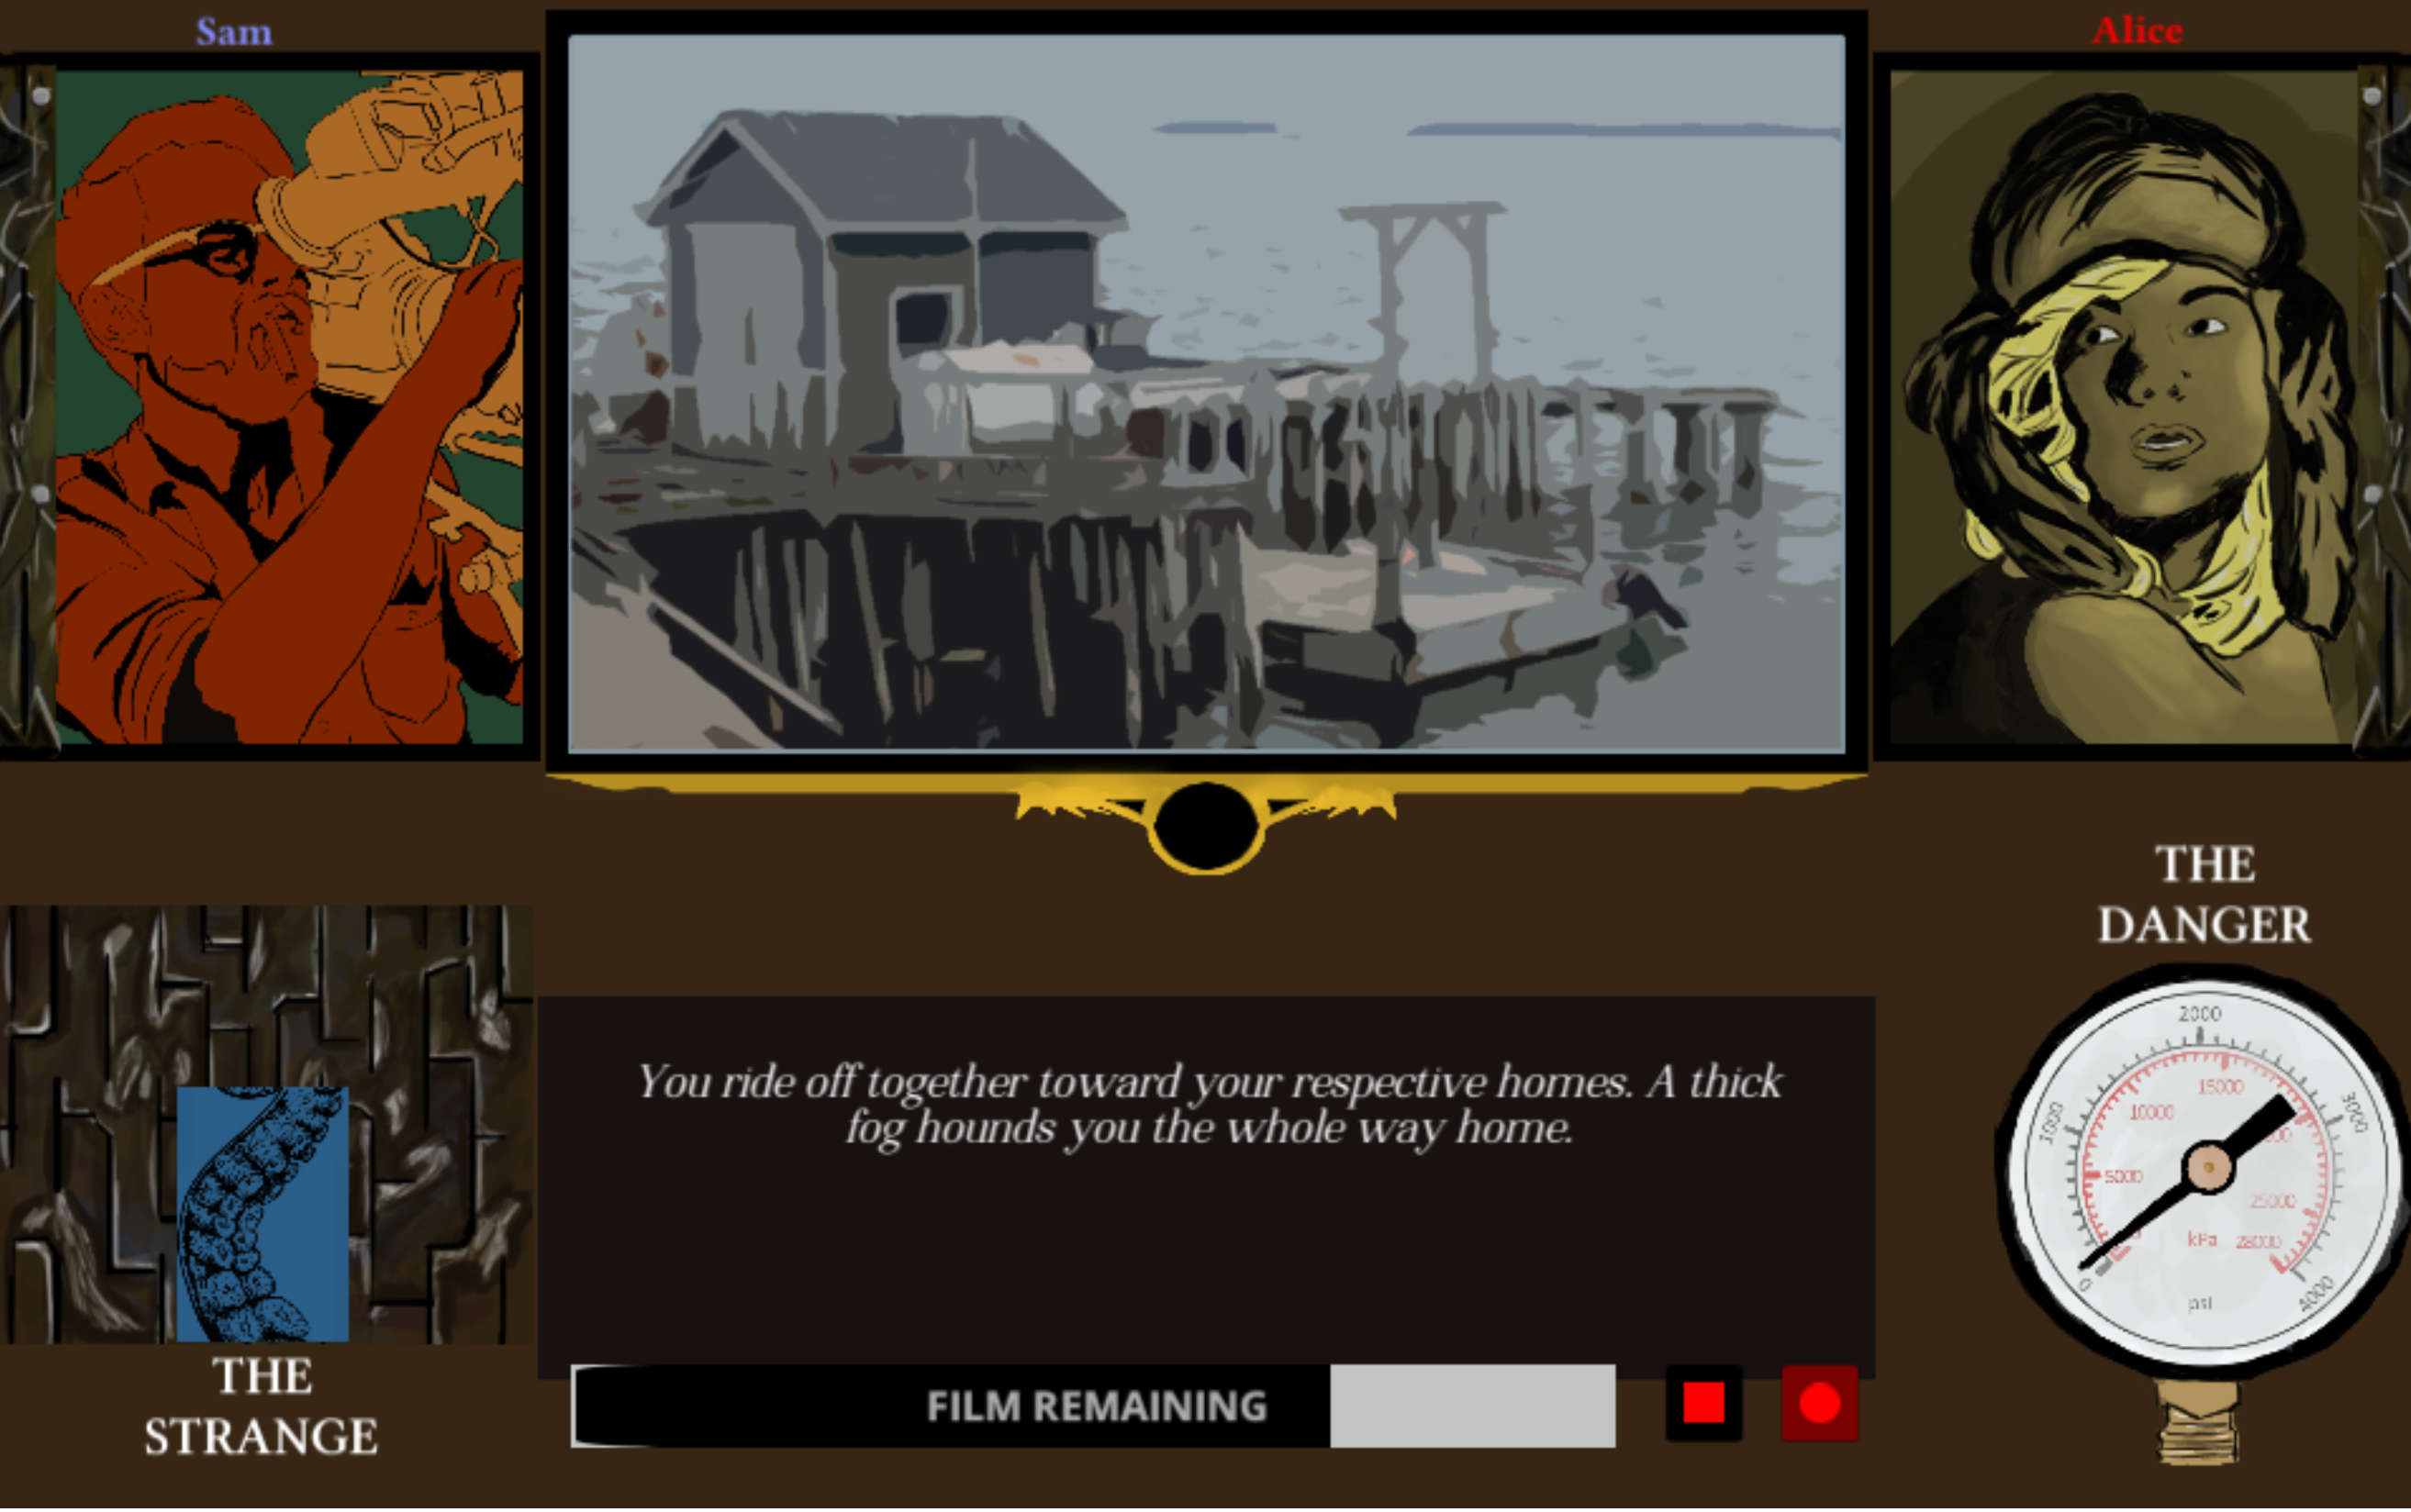 Sam
Alice
You ride off together toward your respective homes. A thick
fog hounds you the whole way home.
THE
DANGER
2000
15000
10000
1000
3000
5000
25000
kPa
28000
0
psi
4000
THE
STRANGE
FILM REMAINING